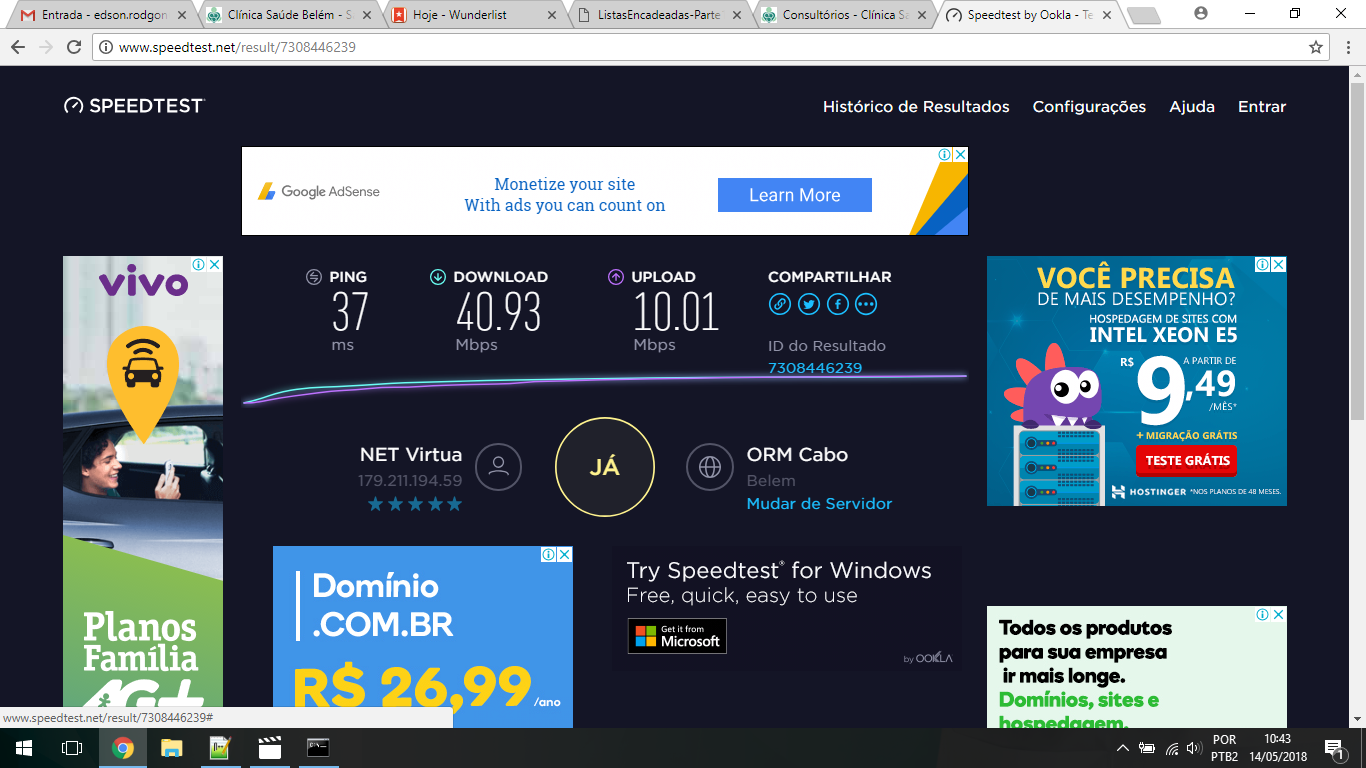 Entrada - edson.rodgon
Clínica Saúde Belém - S
Hoje - Wunderlist
ListasEncadeadas-Parte
Consultórios - Clínica Sa
Speedtest by Ookla - Te
www.speedtest.net/result/7308446239
SPEEDTEST
Histórico de Resultados
Configurações
Ajuda
Entrar
Google AdSense
Monetize your site
With ads you can count on
Learn More
vivo
Planos
Família
4G+
PING
37
ms
DOWNLOAD
40.93
Mbps
UPLOAD
10.01
Mbps
COMPARTILHAR
ID do Resultado
7308446239
NET Virtua
179.211.194.59
JÁ
ORM Cabo
Belem
Mudar de Servidor
VOCÊ PRECISA
DE MAIS DESEMPENHO?
HOSPEDAGEM DE SITES COM
INTEL XEON E5
A PARTIR DE
R$ 9,49
/MÊS*
+ MIGRAÇÃO GRÁTIS
TESTE GRÁTIS
HOSTINGER *NOS PLANOS DE 48 MESES.
Domínio
.COM.BR
R$ 26,99 /ano
Try Speedtest® for Windows
Free, quick, easy to use
Get it from
Microsoft
by OOKLA
Todos os produtos
para sua empresa
ir mais longe.
Domínios, sites e
hospedagem.
www.speedtest.net/result/7308446239#
POR
PTB2
10:43
14/05/2018
1